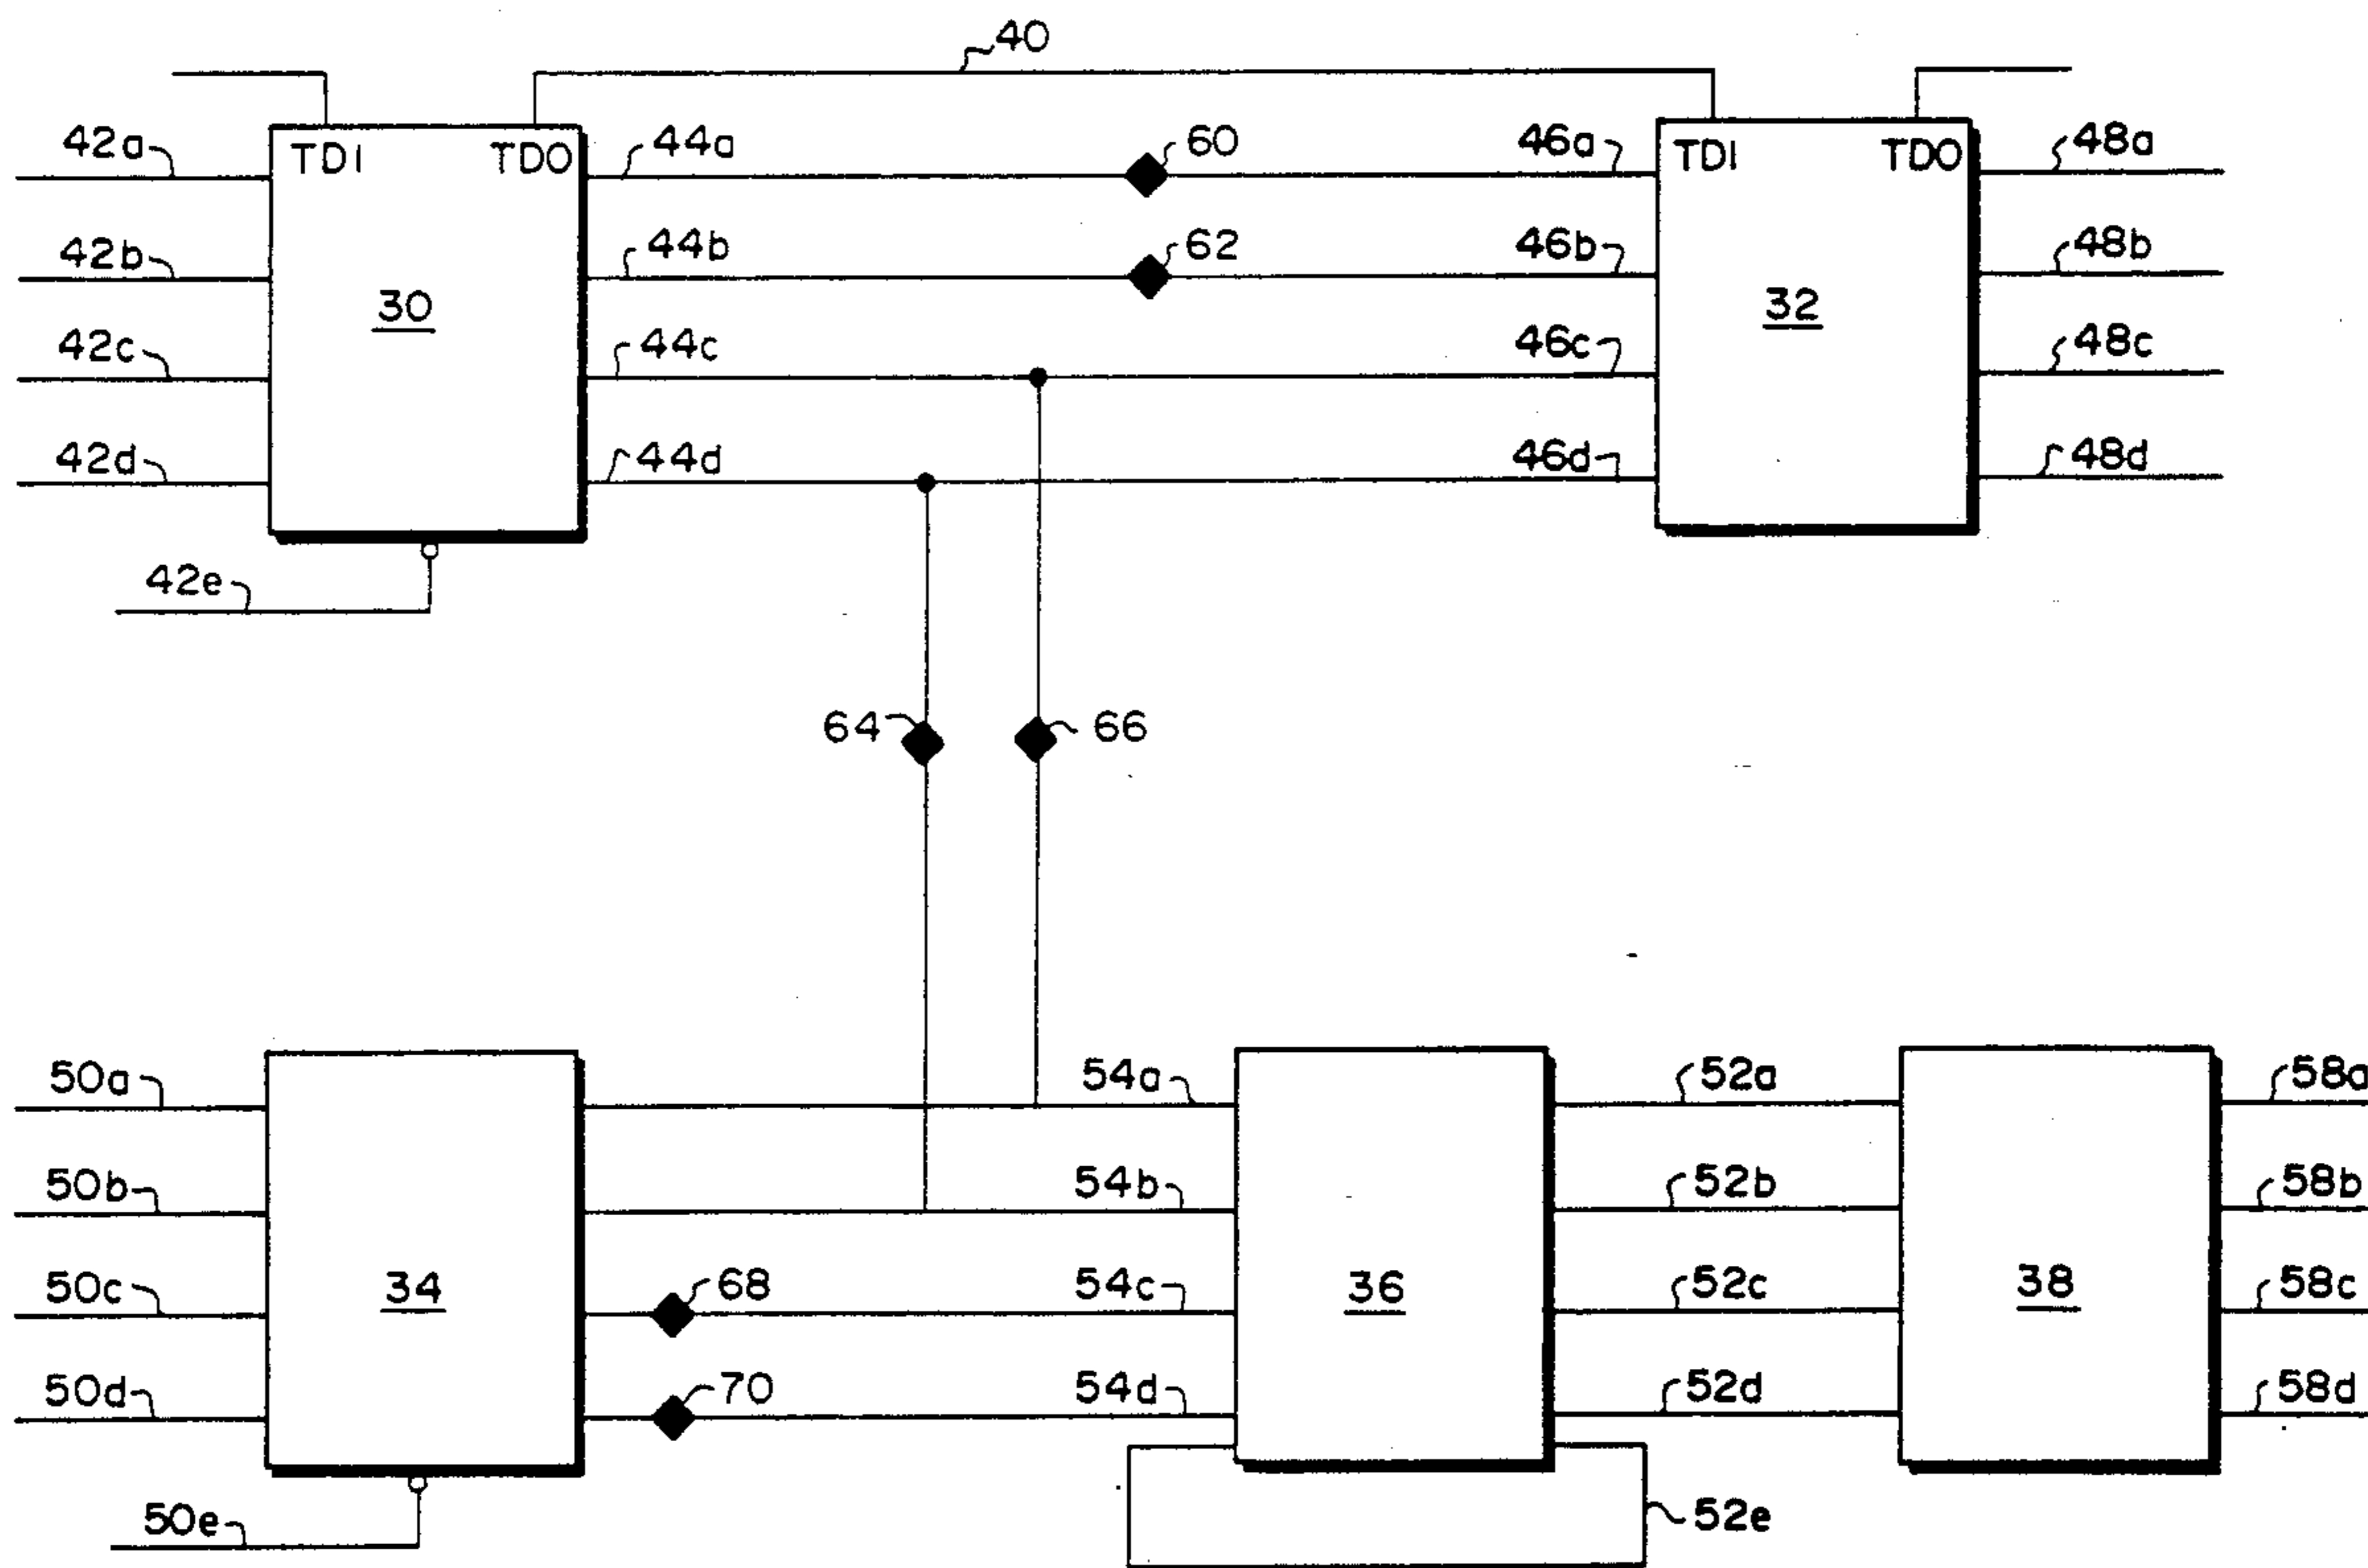 40
42a TDI TDO 44a 60 46a TDI TDO 48a
42b 44b 62 46b 48b
30 32
42c 44c 46c 48c
42d 44d 46d 48d
42e
64 66
50a 54a 52a 58a
50b 54b 52b 58b
34 36 38
50c 68 54c 52c 58c
50d 70 54d 52d 58d
50e 52e